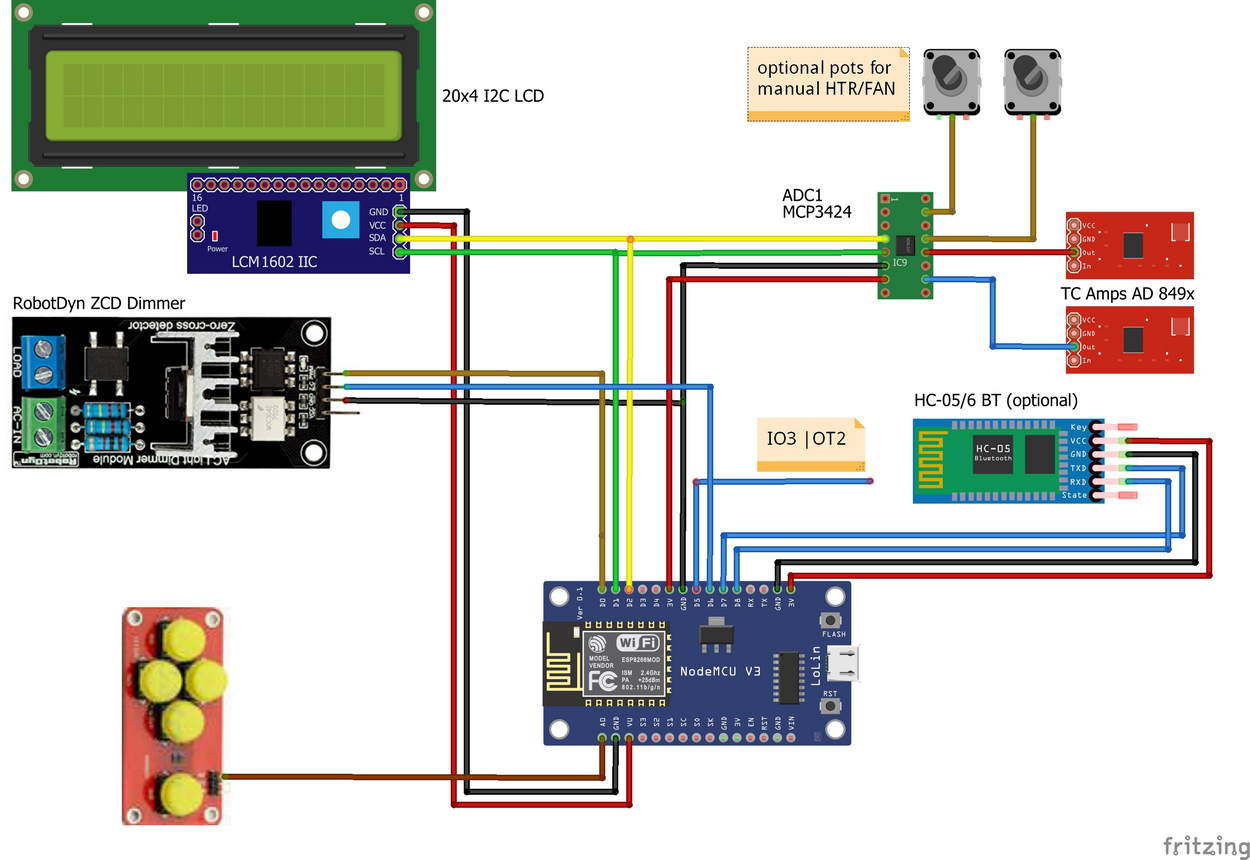 20x4 I2C LCD
optional pots for
manual HTR/FAN
16
LED
Power
1
GND
VCC
SDA
SCL
LCM1602 IIC
ADC1
MCP3424
1
IC9
VCC
GND
Out
In
TC Amps AD 849x
VCC
GND
Out
In
RobotDyn ZCD Dimmer
Zero-cross detector
LOAD
AC-IN
RobotDyn
AC Light Dimmer Module
IO3 |OT2
HC-05/6 BT (optional)
HC-05
Bluetooth
Key
VCC
GND
TXD
RXD
State
Ver 0.1
D0
D1
D2
D3
D4
3V
GND
D5
D6
D7
D8
RX
TX
GND
3V
FLASH
WiFi
MODEL
VENDOR
ESP8266MOD
FC
ISM 2.4Ghz
PA +25dBm
802.11b/g/n
NodeMCU V3
LoLin
RST
A0
GND
VU
S3
S2
S1
SC
S0
SK
GND
3V
EN
RST
GND
VIN
fritzing